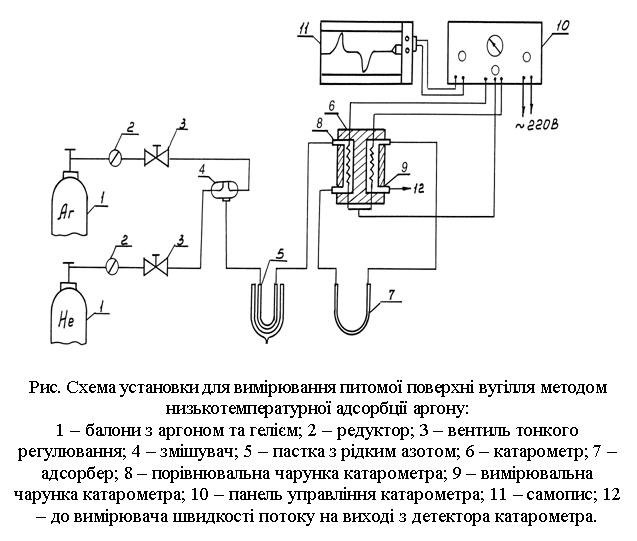 11
10
6
~ 220В
2
3
8
4
9
12
1
Ar
2
3
5
7
1
He
Рис. Схема установки для вимірювання питомої поверхні вугілля методом
низькотемпературної адсорбції аргону:
1 – балони з аргоном та гелієм; 2 – редуктор; 3 – вентиль тонкого
регулювання; 4 – змішувач; 5 – пастка з рідким азотом; 6 – катарометр; 7 –
адсорбер; 8 – порівнювальна чарунка катарометра; 9 – вимірювальна
чарунка катарометра; 10 – панель управління катарометра; 11 – самопис; 12
– до вимірювача швидкості потоку на виході з детектора катарометра.